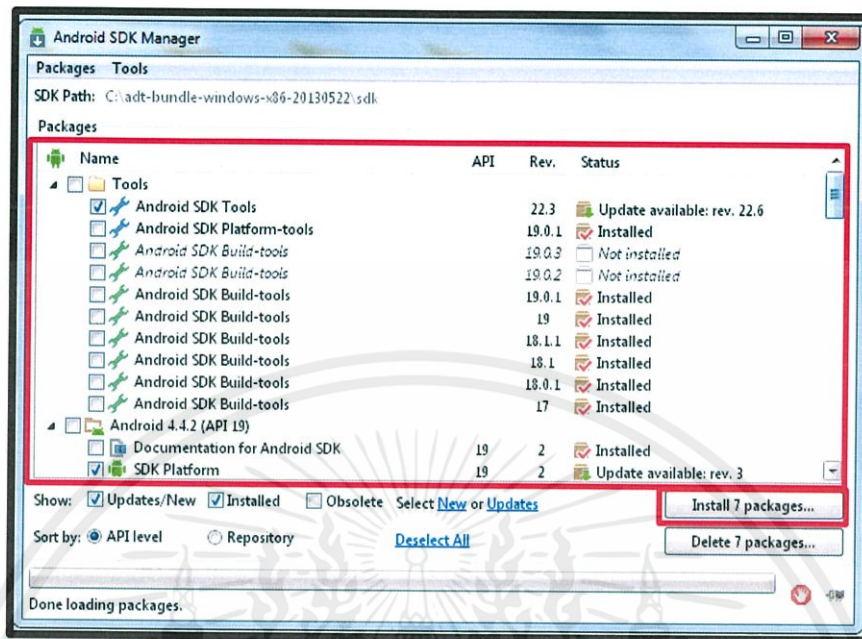 Android SDK Manager
Packages Tools
SDK Path: C:\adt-bundle-windows-x86-20130522\sdk
Packages
Name API Rev. Status
Tools
Android SDK Tools 22.3 Update available: rev. 22.6
Android SDK Platform-tools 19.0.1 Installed
Android SDK Build-tools 19.0.3 Not installed
Android SDK Build-tools 19.0.2 Not installed
Android SDK Build-tools 19.0.1 Installed
Android SDK Build-tools 19 Installed
Android SDK Build-tools 18.1.1 Installed
Android SDK Build-tools 18.1 Installed
Android SDK Build-tools 18.0.1 Installed
Android SDK Build-tools 17 Installed
Android 4.4.2 (API 19)
Documentation for Android SDK 19 2 Installed
SDK Platform 19 2 Update available: rev. 3
Show: Updates/New Installed Obsolete Select New or Updates Install 7 packages...
Sort by: API level Repository Deselect All Delete 7 packages...
Done loading packages.